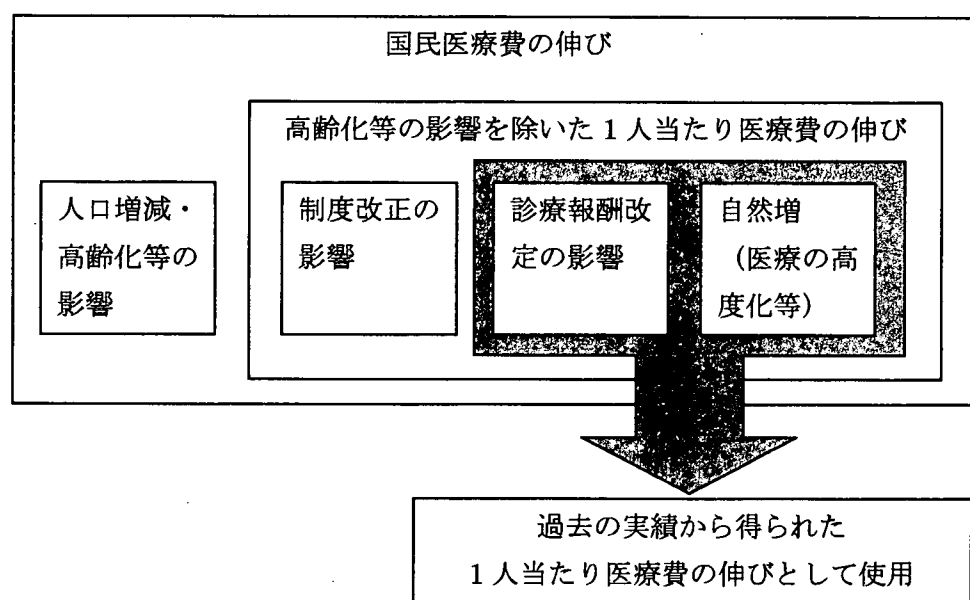 国民医療費の伸び
高齢化等の影響を除いた1人当たり医療費の伸び
人口増減・
高齢化等の
影響
制度改正の
影響
診療報酬改
定の影響
自然増
(医療の高
度化等)
過去の実績から得られた
1人当たり医療費の伸びとして使用